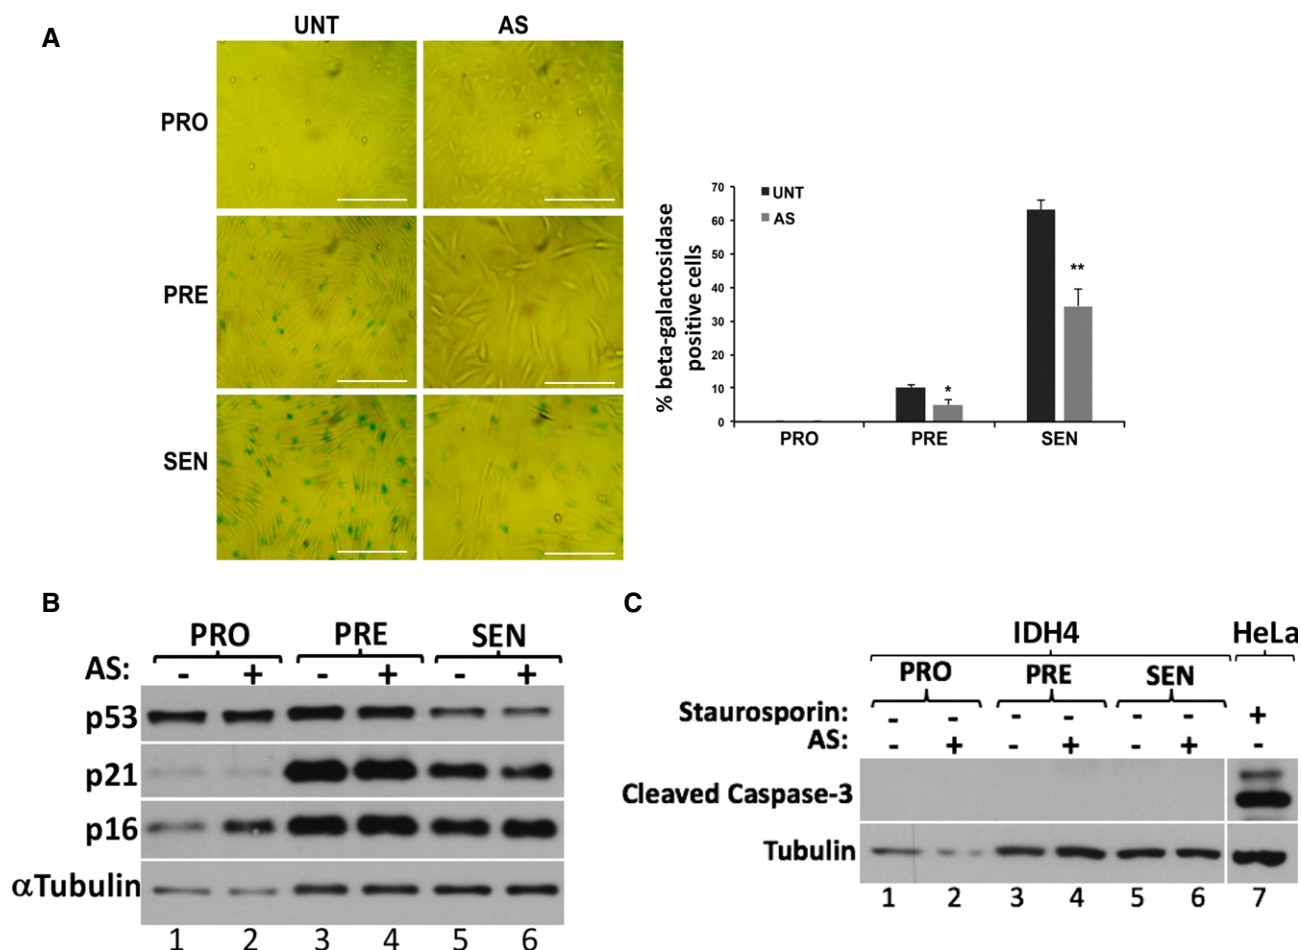 A
UNT AS
PRO
PRE
SEN
% beta-galactosidase
positive cells
70
60
50
40
30
20
10
0
UNT
AS
*
**
PRO PRE SEN
B
PRO PRE SEN
AS: - + - + - +
p53
p21
p16
αTubulin
1 2 3 4 5 6
C
IDH4 HeLa
PRO PRE SEN
Staurosporin: - - - - - - +
AS: - + - + - + -
Cleaved Caspase-3
Tubulin
1 2 3 4 5 6 7